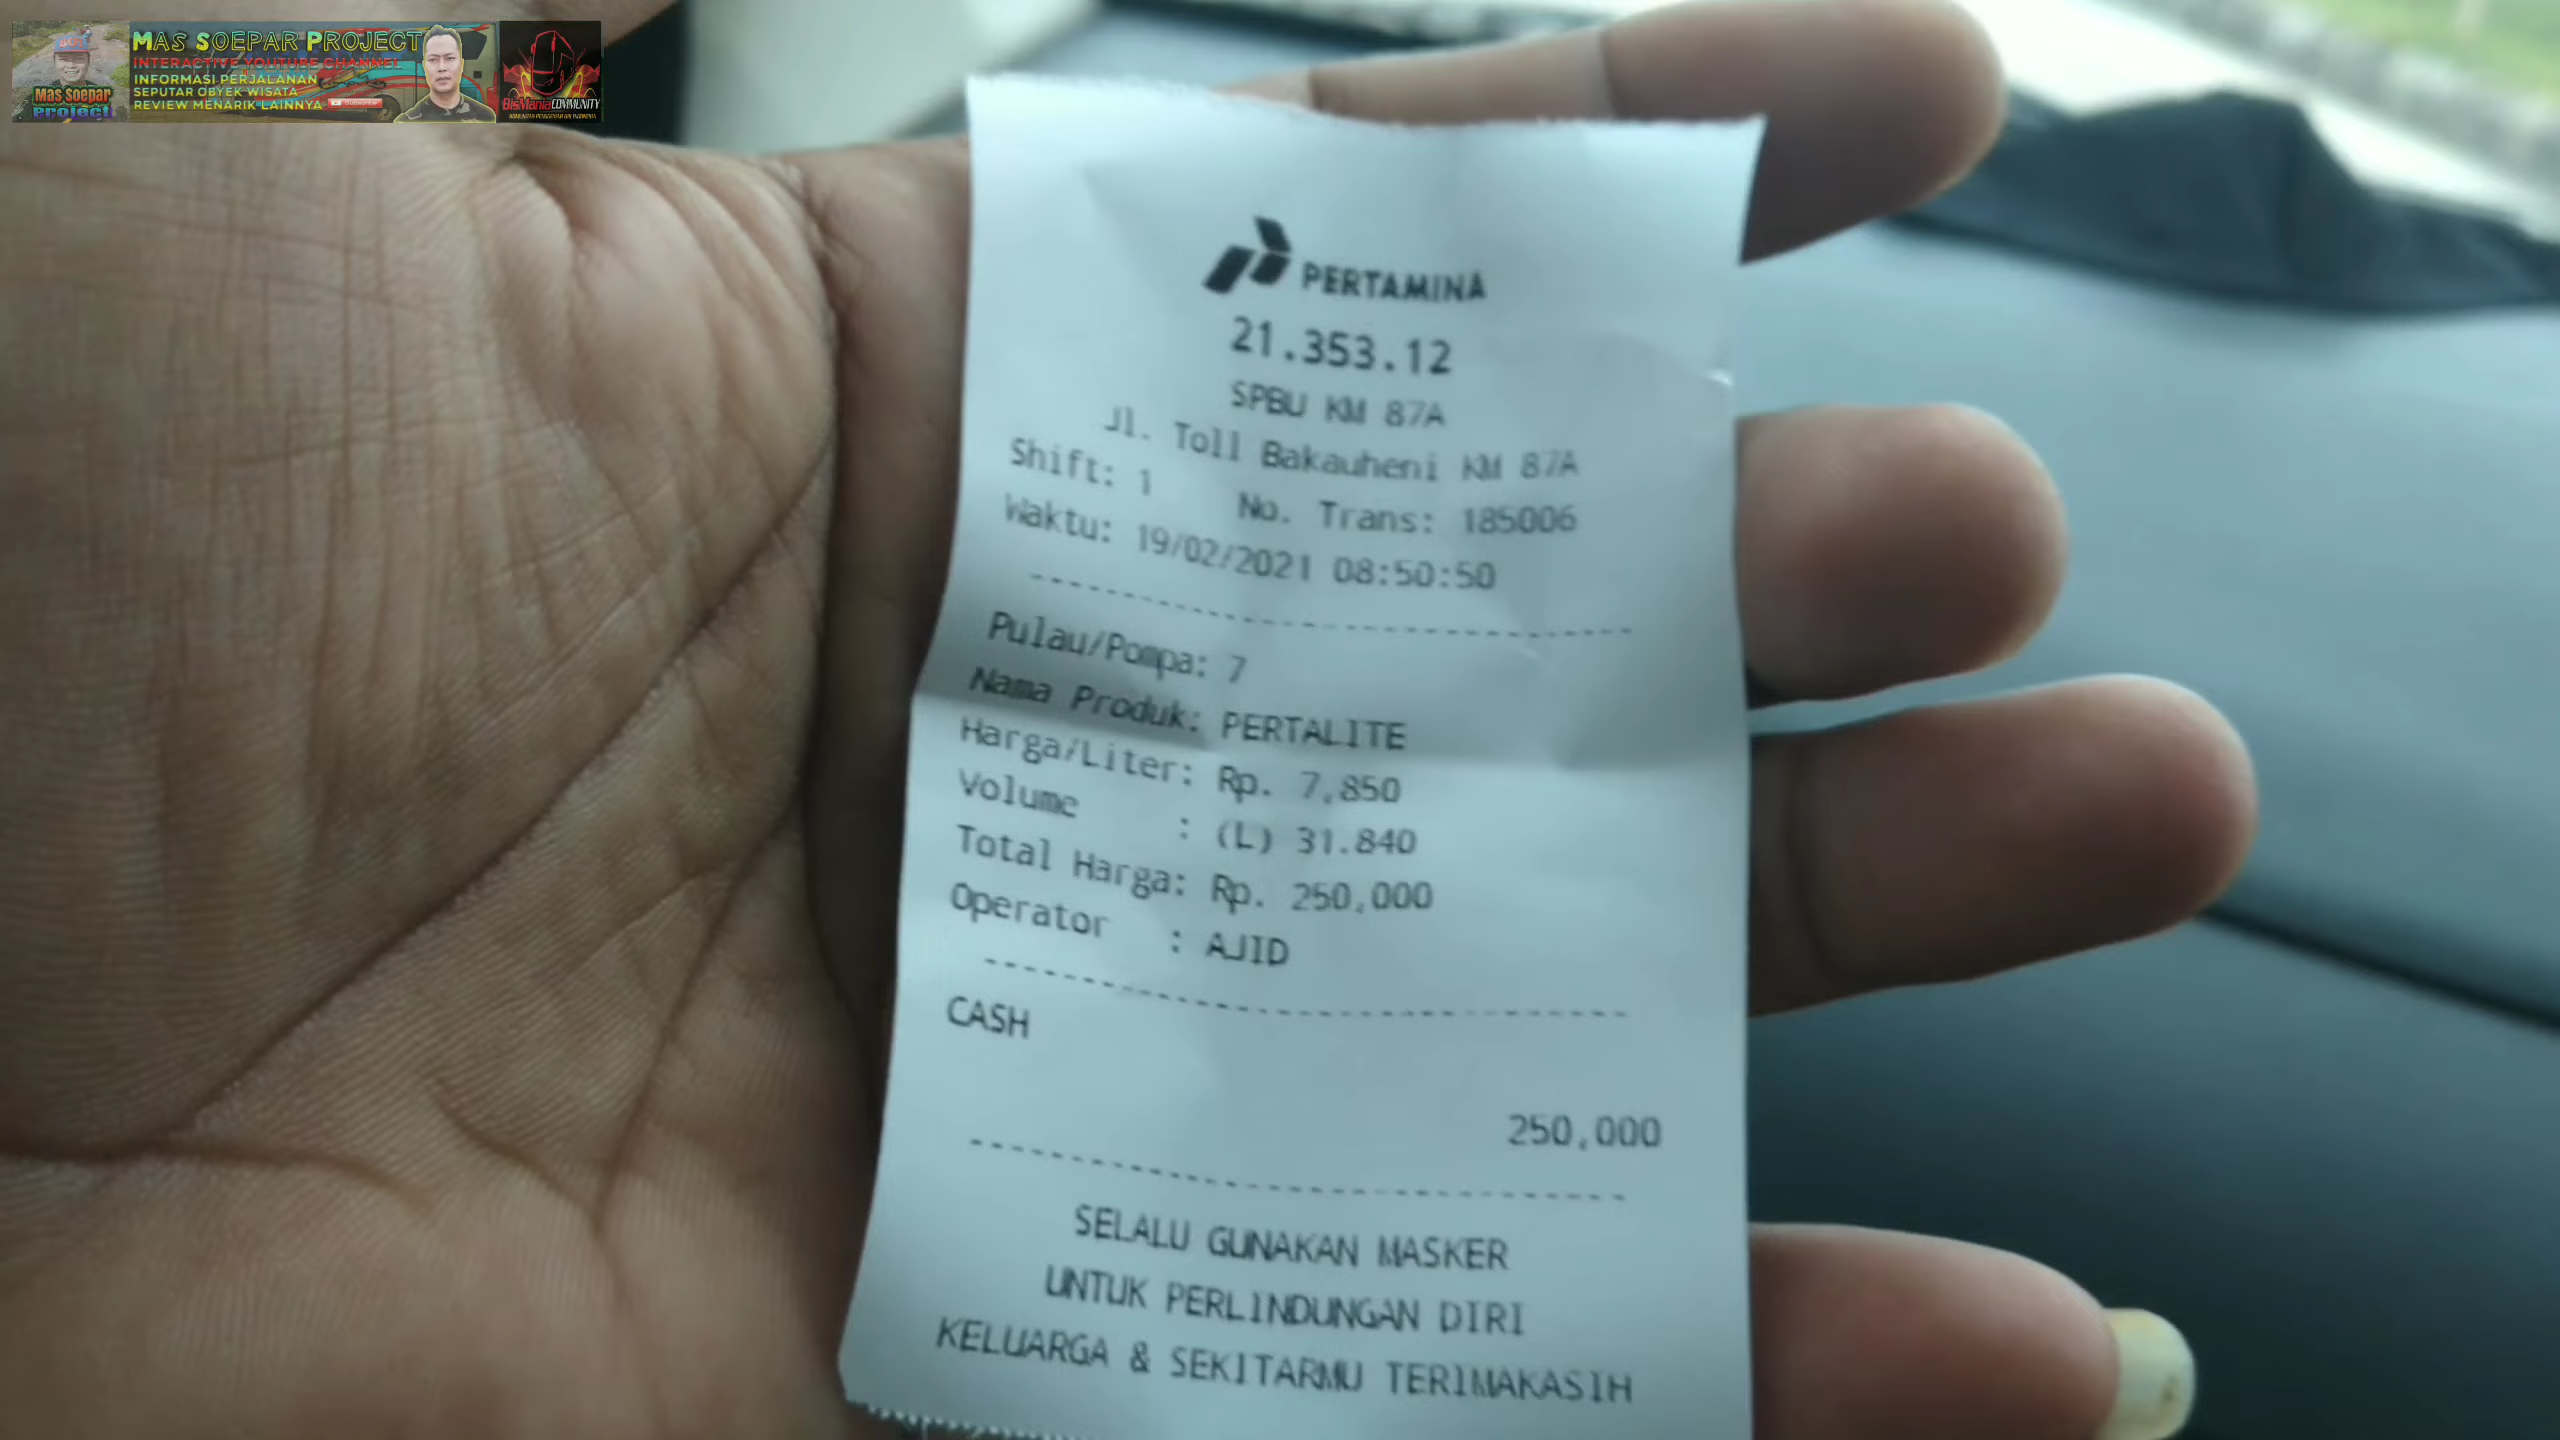 MAS SOEPAR PROJECT
INTERACTIVE YOUTUBE CHANNEL
INFORMASI PERJALANAN
SEPUTAR OBYEK WISATA
REVIEW MENARIK LAINNYA
Subscribe
Mas Soepar
Project
BisManiaCOMMUNITY
PERTAMINA
21.353.12
SPBU KM 87A
Jl. Toll Bakauheni KM 87A
Shift: 1 No. Trans: 185006
Waktu: 19/02/2021 08:50:50
Pulau/Pompa: 7
Nama Produk: PERTALITE
Harga/Liter: Rp. 7,850
Volume : (L) 31.840
Total Harga: Rp. 250,000
Operator : AJID
CASH
250,000
SELALU GUNAKAN MASKER
UNTUK PERLINDUNGAN DIRI
KELUARGA & SEKITARMU TERIMAKASIH